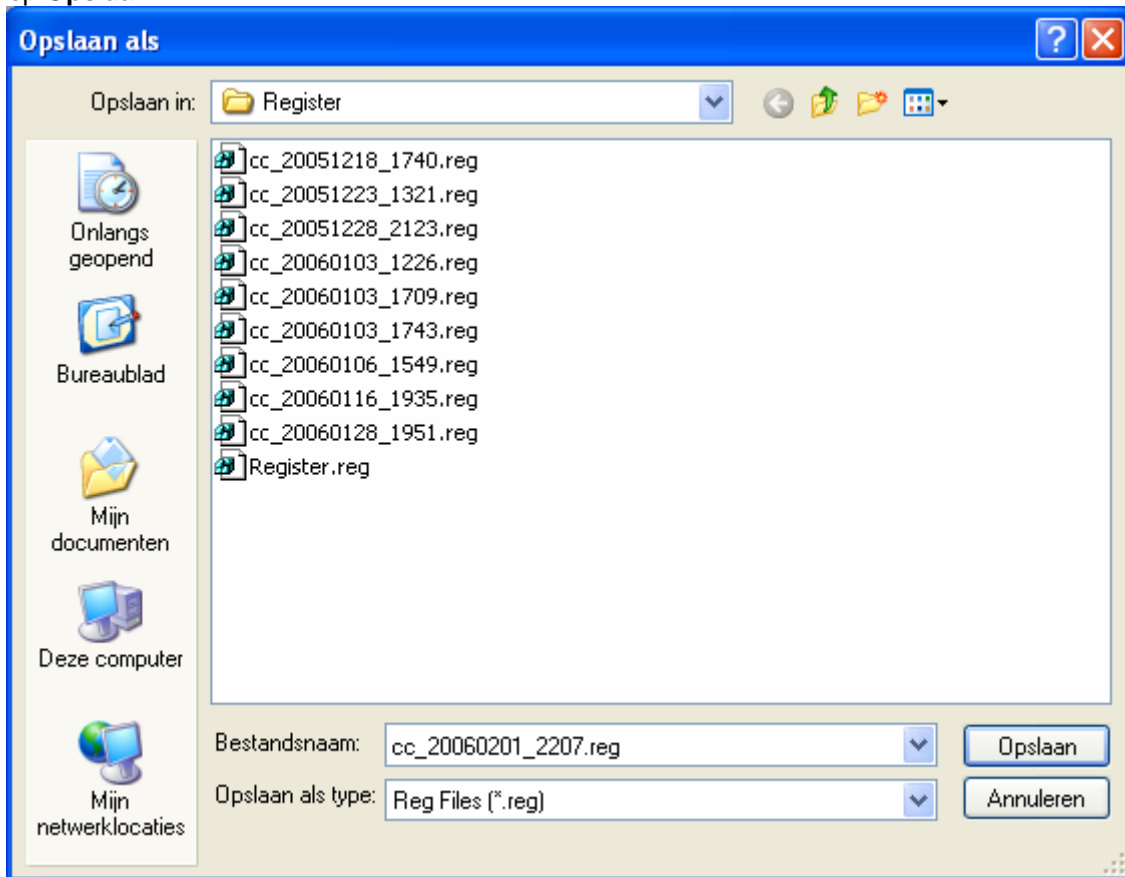 Opslaan als
Opslaan in: Register
cc_20051218_1740.reg
cc_20051223_1321.reg
cc_20051228_2123.reg
cc_20060103_1226.reg
cc_20060103_1709.reg
cc_20060103_1743.reg
cc_20060106_1549.reg
cc_20060116_1935.reg
cc_20060128_1951.reg
Register.reg
Onlangs
geopend
Bureaublad
Mijn
documenten
Deze computer
Mijn
netwerklocaties
Bestandsnaam: cc_20060201_2207.reg Opslaan
Opslaan als type: Reg Files (*.reg) Annuleren